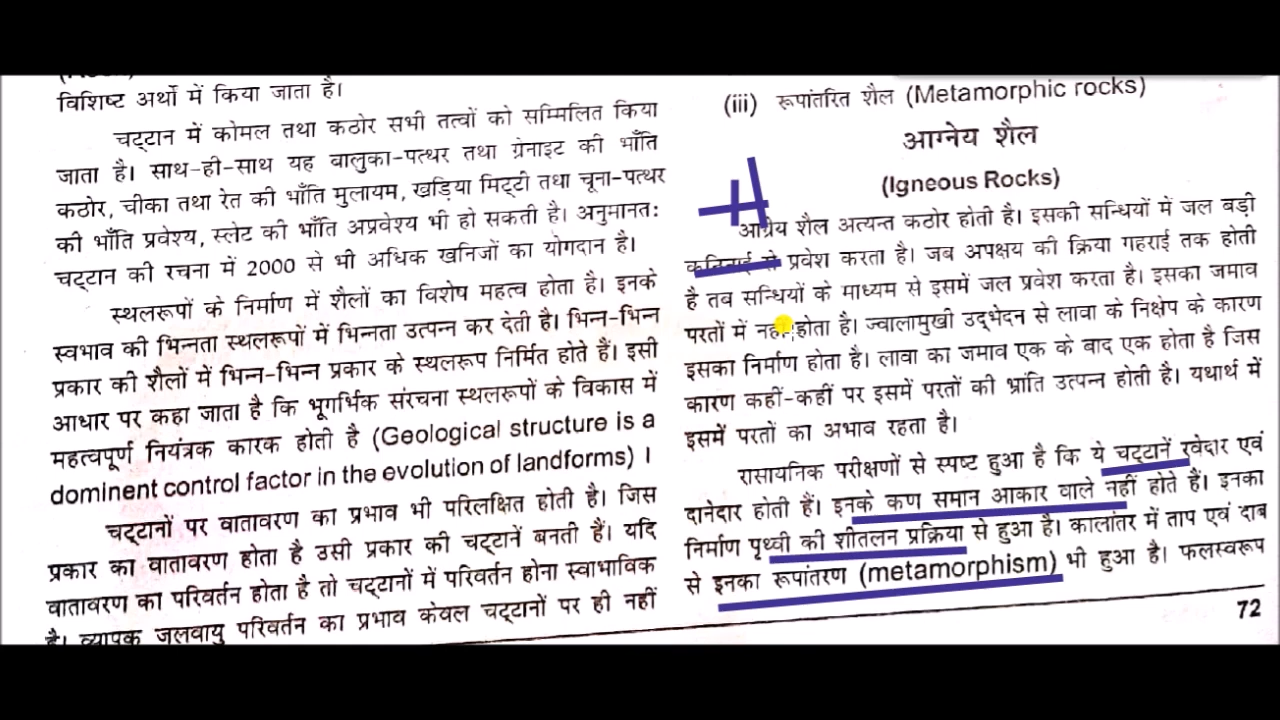 विशिष्ट अर्थो में किया जाता है।
चट्टान में कोमल तथा कठोर सभी तत्वों को सम्मिलित किया
जाता है। साथ-ही-साथ यह वालुका-पत्थर तथा ग्रेनाइट की भाँति
कठोर, चीका तथा रेत की भाँति मुलायम, खड़िया मिट्टी तथा चूना-पत्थर
की भाँति प्रवेश्य, स्लेट की भाँति अप्रवेश्य भी हो सकती है। अनुमानतः
चट्टान की रचना में 2000 से भी अधिक खनिजों का योगदान है।
स्थलरूपों के निर्माण में शैलों का विशेष महत्व होता है। इनके
स्वभाव की भिन्नता स्थलरूपों में भिन्नता उत्पन्न कर देती है। भिन्न-भिन्न
प्रकार की शैलों में भिन्न-भिन्न प्रकार के स्थलरूप निर्मित होते हैं। इसी
आधार पर कहा जाता है कि भूगर्भिक संरचना स्थलरूपों के विकास में
महत्वपूर्ण नियंत्रक कारक होती है (Geological structure is a
dominent control factor in the evolution of landforms) ।
चट्टानों पर वातावरण का प्रभाव भी परिलक्षित होती है। जिस
प्रकार का वातावरण होता है उसी प्रकार की चट्टानें बनती हैं। यदि
वातावरण का परिवर्तन होता है तो चट्टानों में परिवर्तन होना स्वाभाविक
है। व्यापक जलवायु परिवर्तन का प्रभाव केवल चट्टानों पर ही नहीं
(iii) रूपांतरित शैल (Metamorphic rocks)
आग्नेय शैल
(Igneous Rocks)
आग्नेय शैल अत्यन्त कठोर होती है। इसकी सन्धियों में जल बड़ी
कठिनाई से प्रवेश करता है। जब अपक्षय की क्रिया गहराई तक होती
है तब सन्धियों के माध्यम से इसमें जल प्रवेश करता है। इसका जमाव
परतों में नहीं होता है। ज्वालामुखी उद्भेदन से लावा के निक्षेप के कारण
इसका निर्माण होता है। लावा का जमाव एक के बाद एक होता है जिस
कारण कहीं-कहीं पर इसमें परतों की भ्रांति उत्पन्न होती है। यथार्थ में
इसमें परतों का अभाव रहता है।
रासायनिक परीक्षणों से स्पष्ट हुआ है कि ये चट्टानें रवेदार एवं
दानेदार होती हैं। इनके कण समान आकार वाले नहीं होते हैं। इनका
निर्माण पृथ्वी की शीतलन प्रक्रिया से हुआ है। कालांतर में ताप एवं दाब
से इनका रूपांतरण (metamorphism) भी हुआ है। फलस्वरूप
72